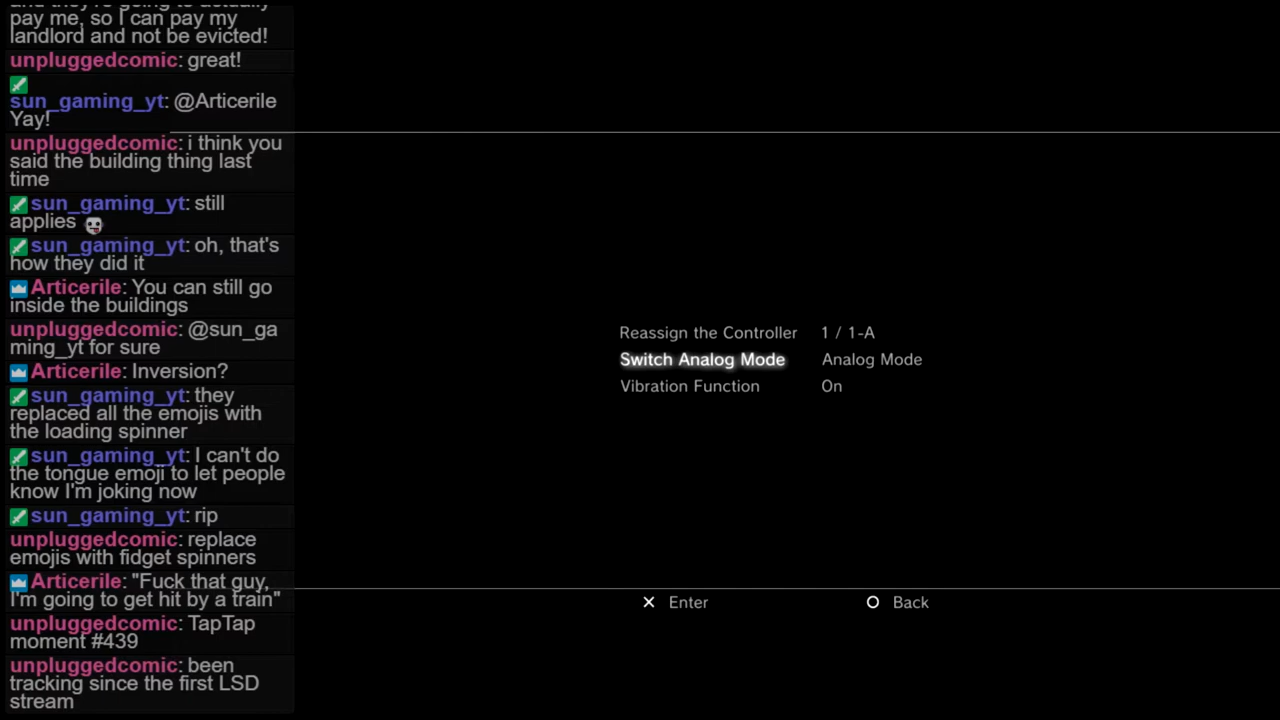 and they're going to actually
pay me, so I can pay my
landlord and not be evicted!
unpluggedcomic: great!
sun_gaming_yt: @Articerile
Yay!
unpluggedcomic: i think you
said the building thing last
time
sun_gaming_yt: still
applies
sun_gaming_yt: oh, that's
how they did it
Articerile: You can still go
inside the buildings
unpluggedcomic: @sun_ga
ming_yt for sure
Articerile: Inversion?
sun_gaming_yt: they
replaced all the emojis with
the loading spinner
sun_gaming_yt: I can't do
the tongue emoji to let people
know I'm joking now
sun_gaming_yt: rip
unpluggedcomic: replace
emojis with fidget spinners
Articerile: "Fuck that guy,
I'm going to get hit by a train"
unpluggedcomic: TapTap
moment #439
unpluggedcomic: been
tracking since the first LSD
stream
Reassign the Controller 1 / 1-A
Switch Analog Mode Analog Mode
Vibration Function On
X Enter O Back